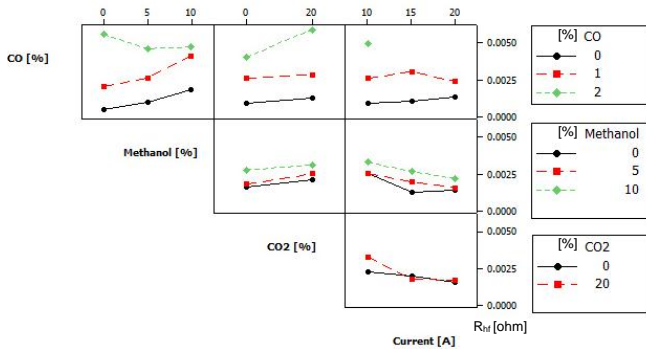 0 5 10 0 20 10 15 20
CO [%]
0.0050
0.0025
0.0000
[%] CO
0
1
2
Methanol [%]
0.0050
0.0025
0.0000
[%] Methanol
0
5
10
CO2 [%]
0.0050
0.0025
0.0000
[%] CO2
0
20
Rhf [ohm]
Current [A]